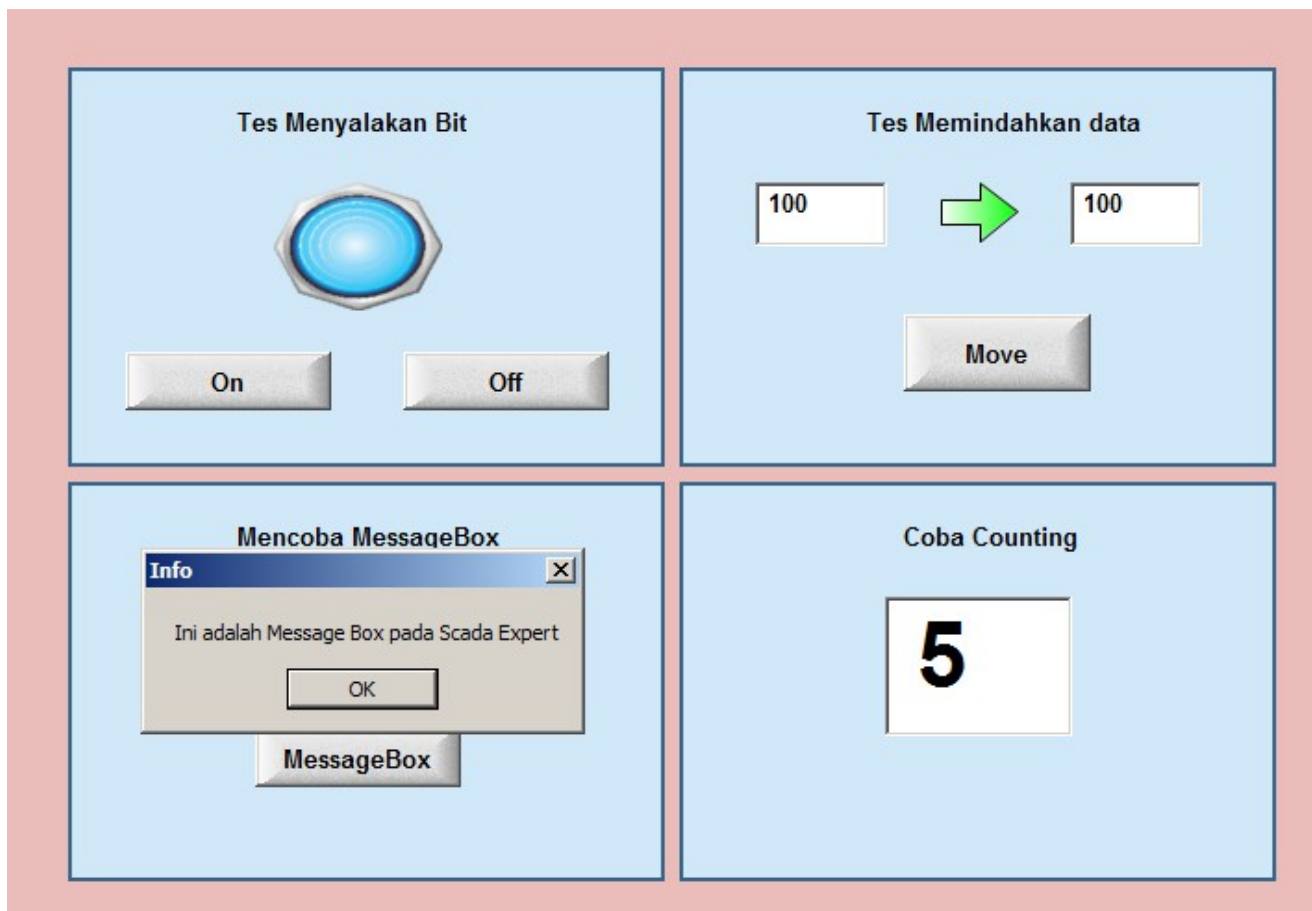 Tes Menyalakan Bit
On
Off
Tes Memindahkan data
100
100
Move
Mencoba MessageBox
Info
Ini adalah Message Box pada Scada Expert
OK
MessageBox
Coba Counting
5